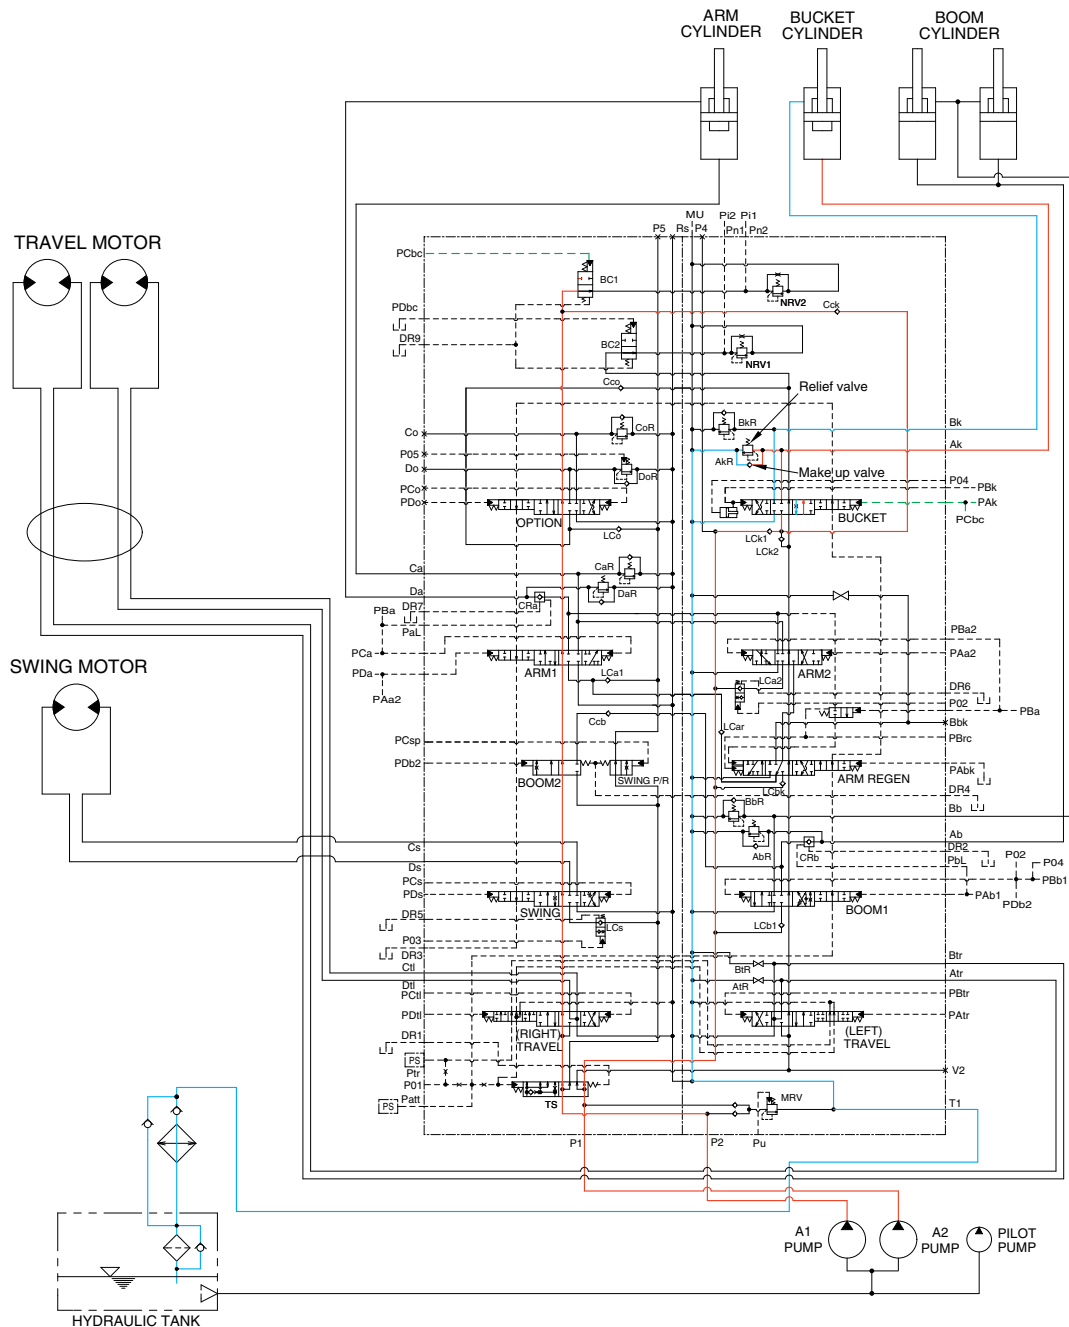 ARM
CYLINDER
BUCKET
CYLINDER
BOOM
CYLINDER
TRAVEL MOTOR
SWING MOTOR
MU
P5
Rs
P4
Pi2
Pi1
Pn1
Pn2
PCbc
BC1
NRV2
Cck
PDbc
DR9
BC2
NRV1
Cco
Relief valve
Co
CoR
BkR
Bk
Ak
P05
Do
DoR
AkR
Make up valve
P04
PBk
PCo
PDo
OPTION
BUCKET
PAk
PCbc
LCo
LCk1
LCk2
Ca
CaR
Da
DaR
DR7
CRa
PBa
PaL
PBa2
PCa
PAa2
PDa
ARM1
LCa1
LCa2
ARM2
PAa2
DR6
P02
PBa
Ccb
LCar
Bbk
PCsp
PBrc
PDb2
BOOM2
SWING P/R
ARM REGEN
PAbk
LCbk
DR4
BbR
Bb
Cs
AbR
CRb
Ab
DR2
PbL
P02
P04
Ds
PCs
PBb1
PDs
SWING
BOOM1
PAb1
PDb2
DR5
LCs
LCb1
P03
DR3
Ctl
BtR
Btr
Dtl
AtR
Atr
PCtl
PBtr
PDtl
(RIGHT)
TRAVEL
(LEFT)
TRAVEL
PAtr
DR1
PS
Ptr
P01
V2
Patt
PS
TS
MRV
T1
P1
P2
Pu
A1
PUMP
A2
PUMP
PILOT
PUMP
HYDRAULIC TANK